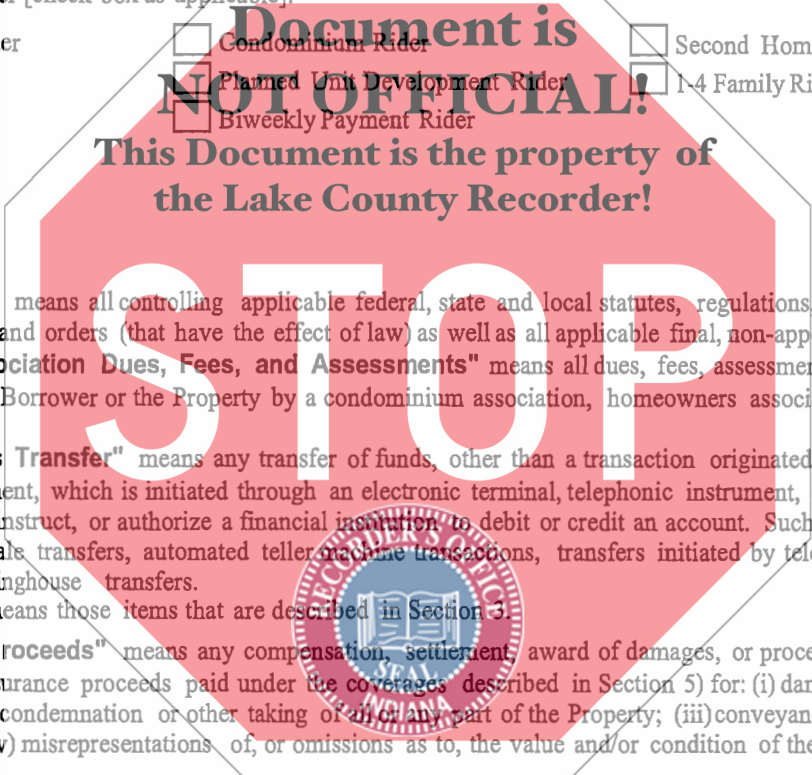 [check box as applicable]:
er Condominium Rider Second Hom
Planned Unit Development Rider 1-4 Family Ri
Biweekly Payment Rider
Document is
NOT OFFICIAL!
This Document is the property of
the Lake County Recorder!
STOP
means all controlling applicable federal, state and local statutes, regulations,
and orders (that have the effect of law) as well as all applicable final, non-app
ociation Dues, Fees, and Assessments" means all dues, fees, assessmen
Borrower or the Property by a condominium association, homeowners associ
s Transfer" means any transfer of funds, other than a transaction originated
ent, which is initiated through an electronic terminal, telephonic instrument,
nstruct, or authorize a financial institution to debit or credit an account. Such
ale transfers, automated teller machine transactions, transfers initiated by tele
nghouse transfers.
eans those items that are described in Section 3.
roceeds" means any compensation, settlement, award of damages, or proce
urance proceeds paid under the coverages described in Section 5) for: (i) dam
condemnation or other taking of all or any part of the Property; (iii) conveyan
v) misrepresentations of, or omissions as to, the value and/or condition of the
RECORDER'S OFFICE
SEAL
INDIANA